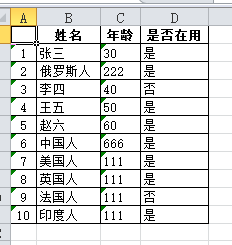 A B C D
姓名 年龄 是否在用
1 张三 30 是
2 俄罗斯人 222 是
3 李四 40 否
4 王五 50 是
5 赵六 60 是
6 中国人 666 是
7 美国人 111 是
8 英国人 111 是
9 法国人 111 否
10 印度人 111 是